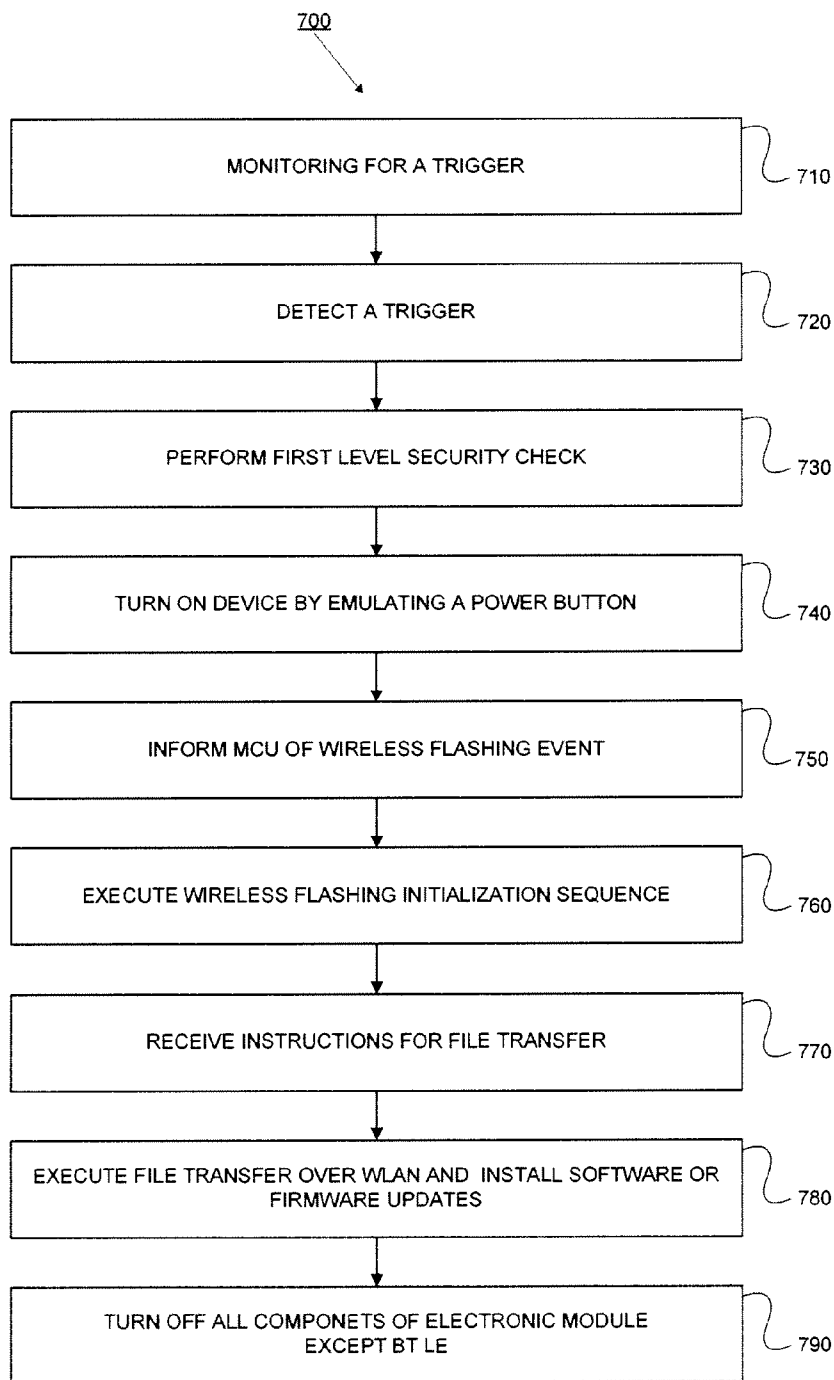 700
MONITORING FOR A TRIGGER
710
DETECT A TRIGGER
720
PERFORM FIRST LEVEL SECURITY CHECK
730
TURN ON DEVICE BY EMULATING A POWER BUTTON
740
INFORM MCU OF WIRELESS FLASHING EVENT
750
EXECUTE WIRELESS FLASHING INITIALIZATION SEQUENCE
760
RECEIVE INSTRUCTIONS FOR FILE TRANSFER
770
EXECUTE FILE TRANSFER OVER WLAN AND INSTALL SOFTWARE OR
FIRMWARE UPDATES
780
TURN OFF ALL COMPONETS OF ELECTRONIC MODULE
EXCEPT BT LE
790